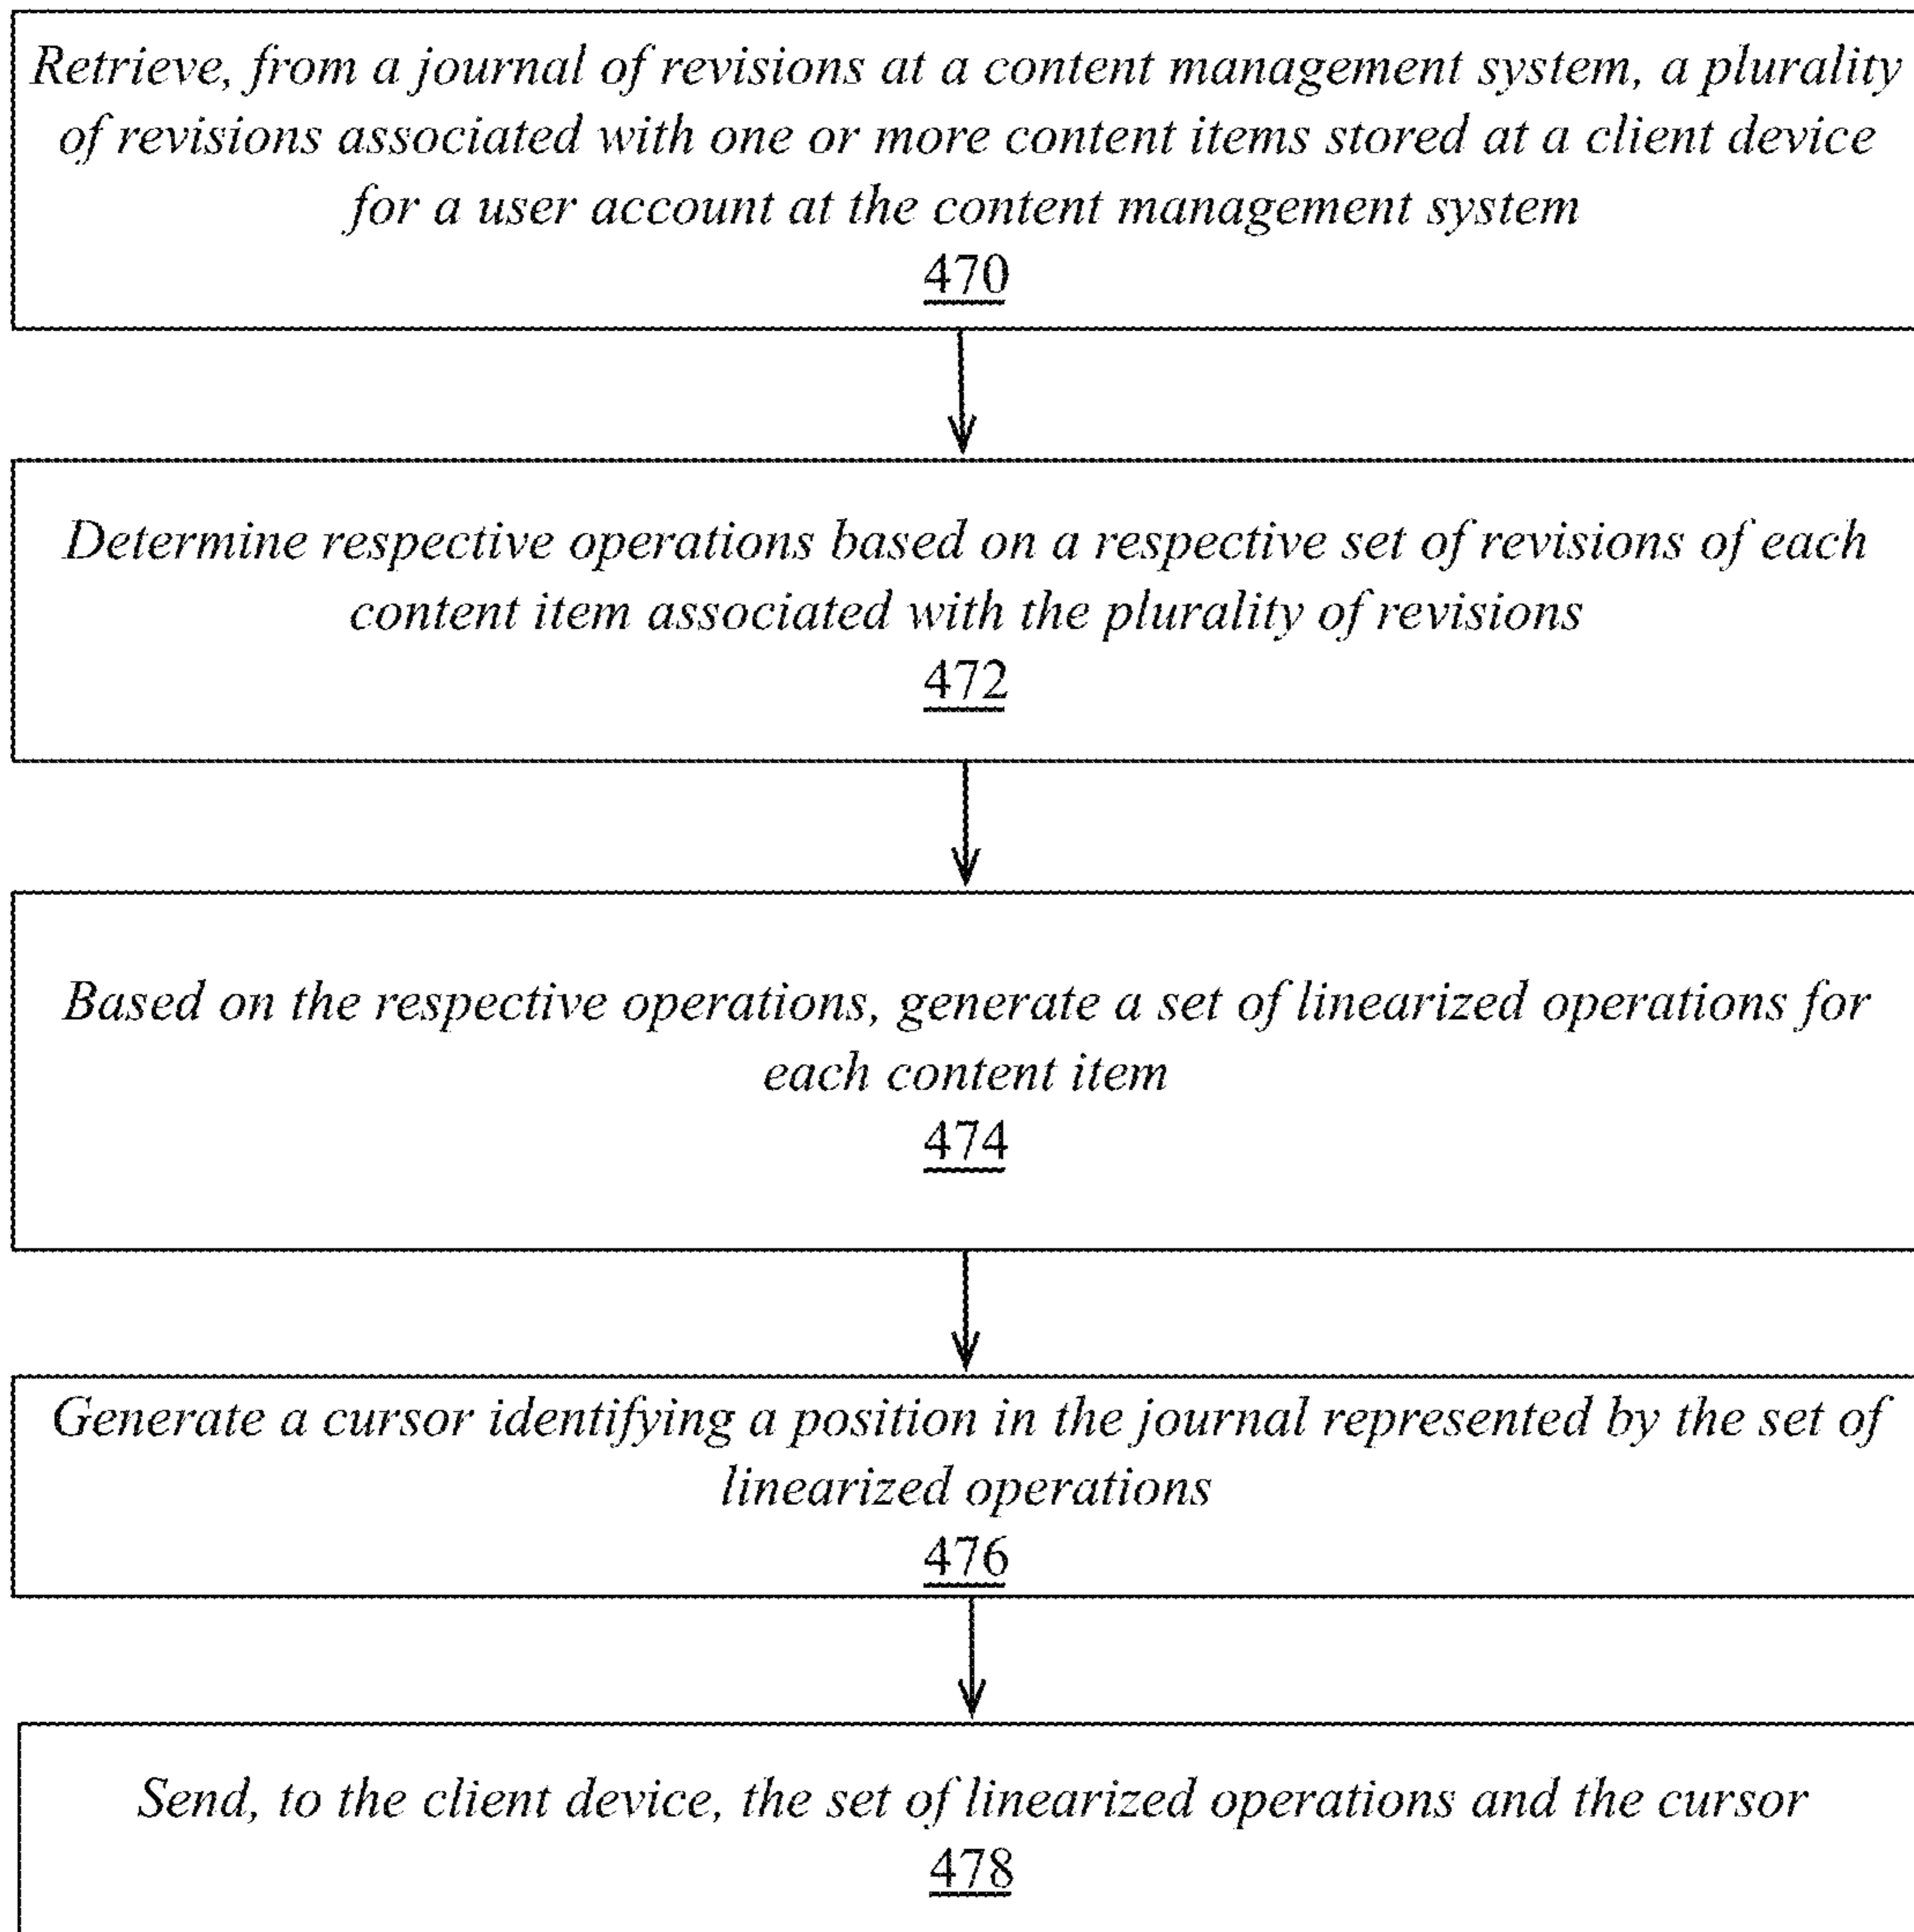 Retrieve, from a journal of revisions at a content management system, a plurality
of revisions associated with one or more content items stored at a client device
for a user account at the content management system
470
Determine respective operations based on a respective set of revisions of each
content item associated with the plurality of revisions
472
Based on the respective operations, generate a set of linearized operations for
each content item
474
Generate a cursor identifying a position in the journal represented by the set of
linearized operations
476
Send, to the client device, the set of linearized operations and the cursor
478